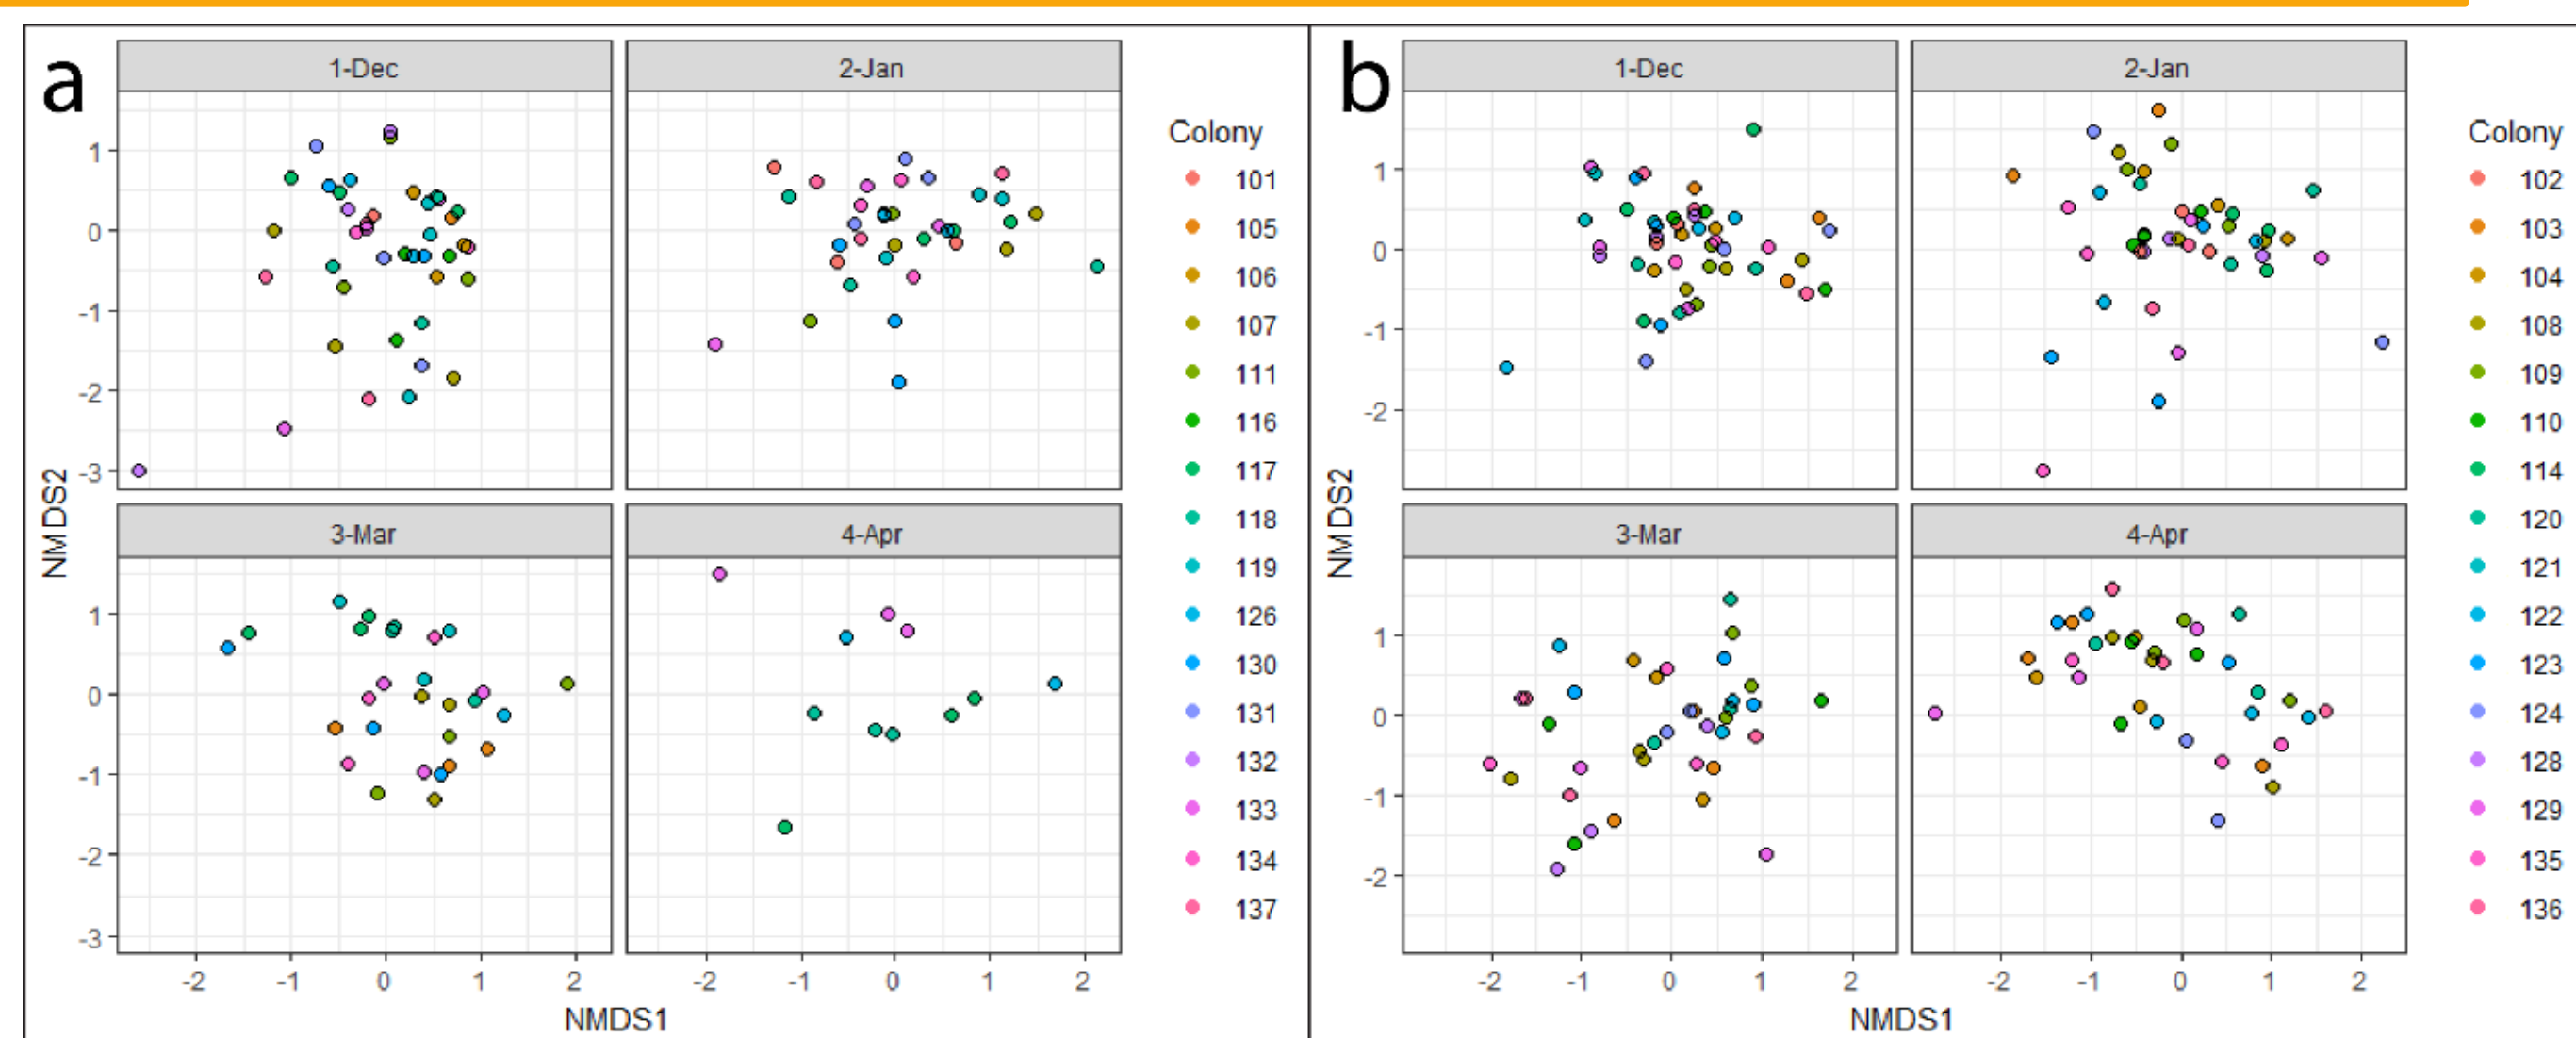 a
1-Dec
2-Jan
1
0
-1
-2
-3
3-Mar
4-Apr
1
0
-1
-2
-3
-2 -1 0 1 2
-2 -1 0 1 2
NMDS2
NMDS1
Colony
101
105
106
107
111
116
117
118
119
126
130
131
132
133
134
137
b
1-Dec
2-Jan
1
0
-1
-2
3-Mar
4-Apr
1
0
-1
-2
-2 -1 0 1 2
-2 -1 0 1 2
NMDS2
NMDS1
Colony
102
103
104
108
109
110
114
120
121
122
123
124
128
129
135
136